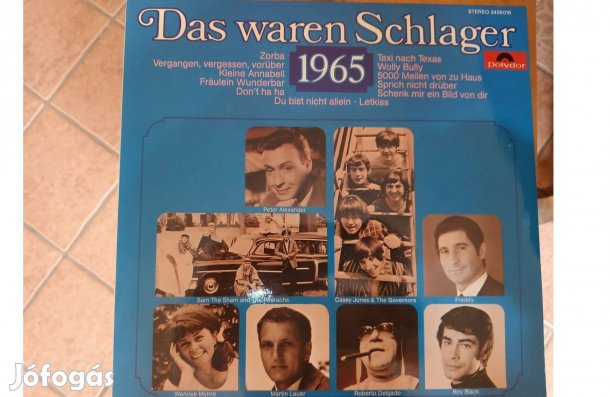 Das waren Schlager
STEREO 2459016
Polydor
1965
Zorba
Vergangen, vergessen, vorüber
Kleine Annabell
Fräulein Wunderbar
Don't ha ha
Taxi nach Texas
Wolly Bully
5000 Meilen von zu Haus
Sprich nicht drüber
Schenk mir ein Bild von dir
Du bist nicht allein · Letkiss
Peter Alexander
Sam The Sham and The Pharaohs
Casey Jones & The Governors
Freddy
Wencke Myhre
Martin Lauer
Roberto Delgado
Roy Black
Jófogás